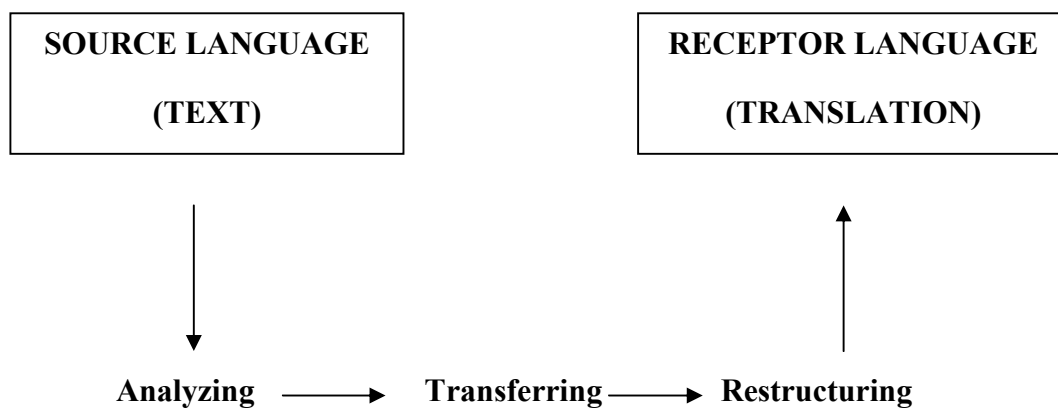 SOURCE LANGUAGE
(TEXT)
RECEPTOR LANGUAGE
(TRANSLATION)
Analyzing
Transferring
Restructuring